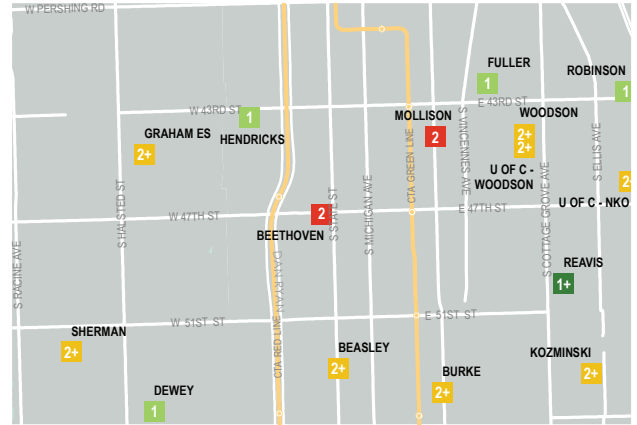 W PERSHING RD
FULLER
1
ROBINSON
1
W 43RD ST
1
HENDRICKS
MOLLISON
2
E 43RD ST
WOODSON
2+
2+
GRAHAM ES
2+
U OF C -
WOODSON
S VINCENNES AVE
S ELLIS AVE
CTA GREEN LINE
S HALSTED ST
S STATE ST
S MICHIGAN AVE
S COTTAGE GROVE AVE
2+
U OF C - NKO
W 47TH ST
2
BEETHOVEN
E 47TH ST
S RACINE AVE
DAN RYAN
REAVIS
1+
W 51ST ST
E 51ST ST
CTA RED LINE
SHERMAN
2+
BEASLEY
2+
KOZMINSKI
2+
BURKE
2+
DEWEY
1